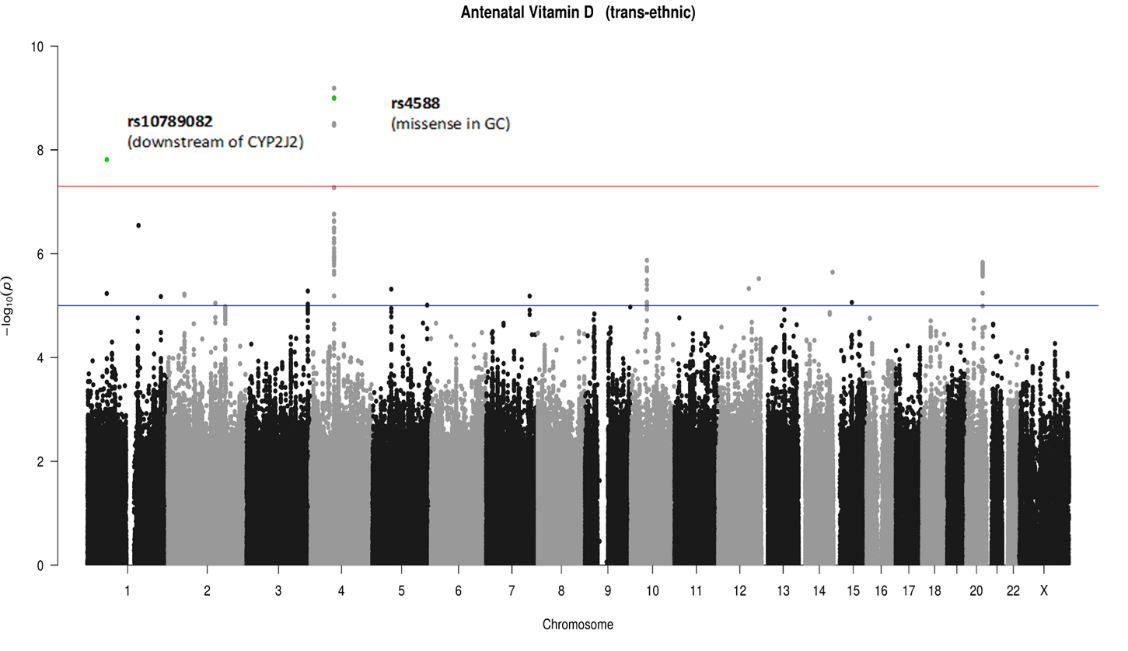 Antenatal Vitamin D (trans-ethnic)
10
8
6
4
2
0
−log10(p)
rs10789082
(downstream of CYP2J2)
rs4588
(missense in GC)
1 2 3 4 5 6 7 8 9 10 11 12 13 14 15 16 17 18 20 22 X
Chromosome